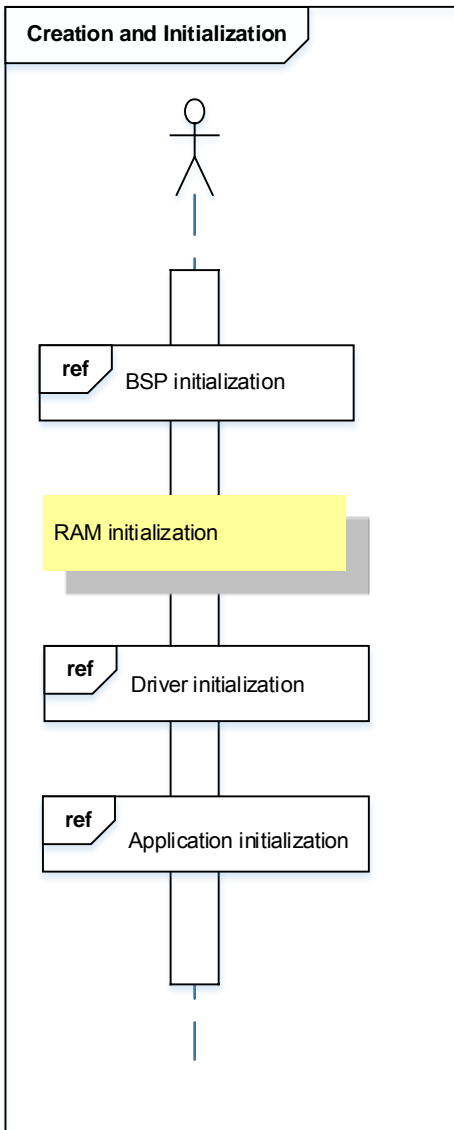 Creation and Initialization
ref
BSP initialization
RAM initialization
ref
Driver initialization
ref
Application initialization